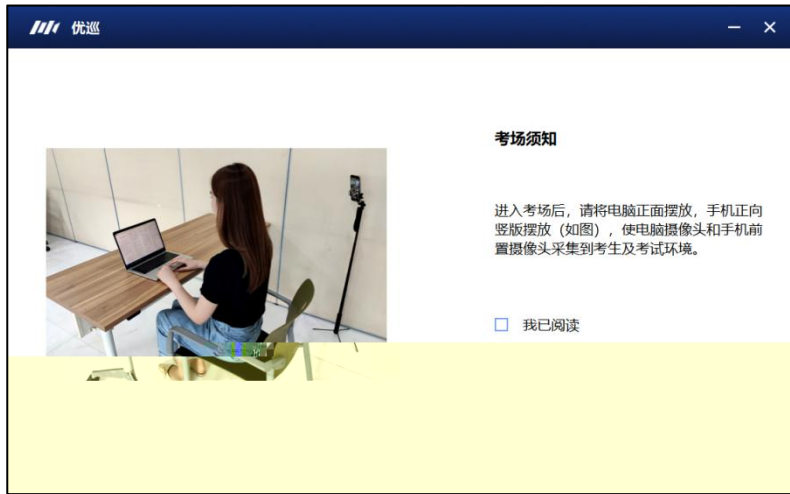 优巡
考场须知
进入考场后，请将电脑正面摆放，手机正向
竖版摆放（如图），使电脑摄像头和手机前
置摄像头采集到考生及考试环境。
我已阅读